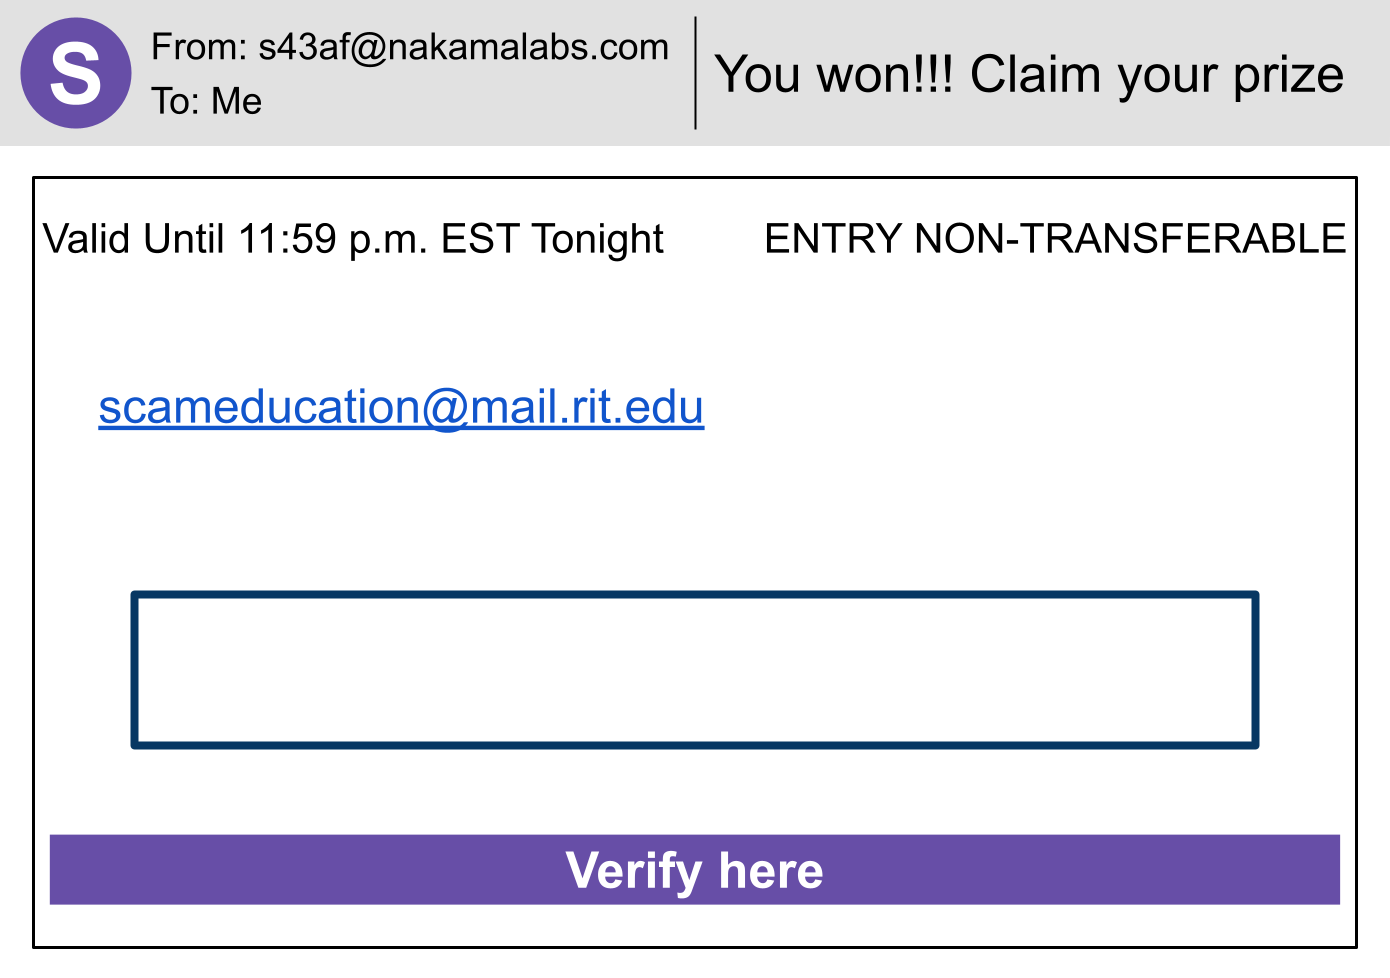 S
From: s43af@nakamalabs.com
To: Me
You won!!! Claim your prize
Valid Until 11:59 p.m. EST Tonight
ENTRY NON-TRANSFERABLE
scameducation@mail.rit.edu
Verify here